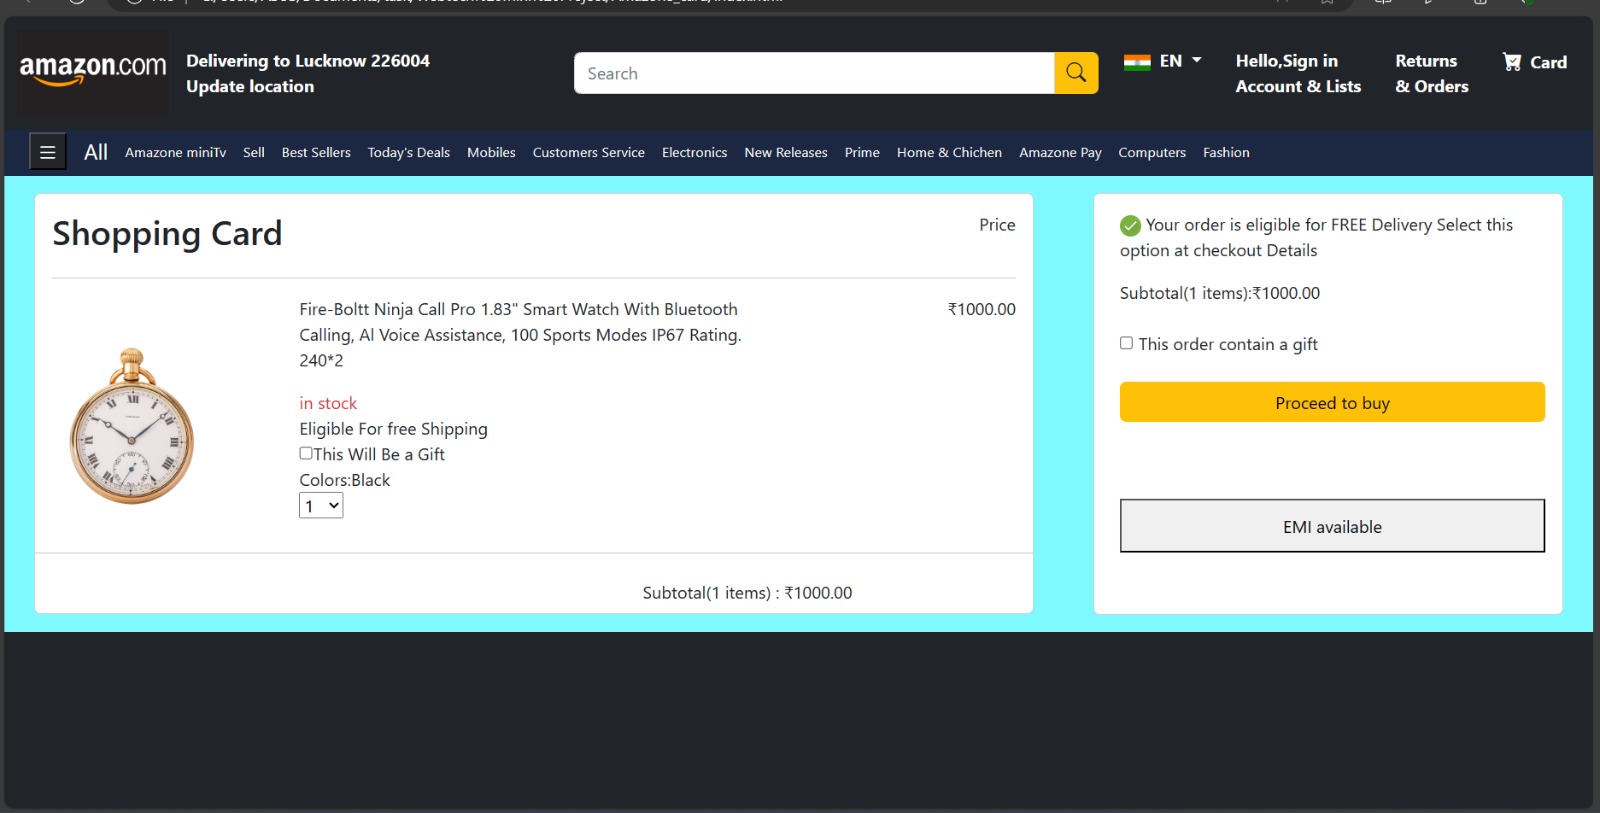 amazon.com
Delivering to Lucknow 226004
Update location
Search
EN
Hello,Sign in
Account & Lists
Returns
& Orders
Card
All
Amazone miniTv
Sell
Best Sellers
Today's Deals
Mobiles
Customers Service
Electronics
New Releases
Prime
Home & Chichen
Amazone Pay
Computers
Fashion
Shopping Card
Price
Fire-Boltt Ninja Call Pro 1.83" Smart Watch With Bluetooth
Calling, Al Voice Assistance, 100 Sports Modes IP67 Rating.
240*2
₹1000.00
in stock
Eligible For free Shipping
This Will Be a Gift
Colors:Black
1
Subtotal(1 items) : ₹1000.00
Your order is eligible for FREE Delivery Select this
option at checkout Details
Subtotal(1 items):₹1000.00
This order contain a gift
Proceed to buy
EMI available